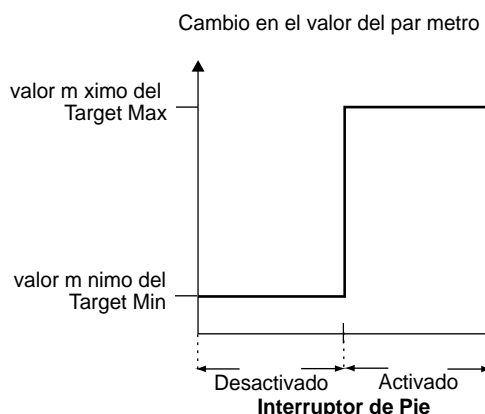 Cambio en el valor del par metro
valor m ximo del
Target Max
valor m nimo del
Target Min
Desactivado
Activado
Interruptor de Pie